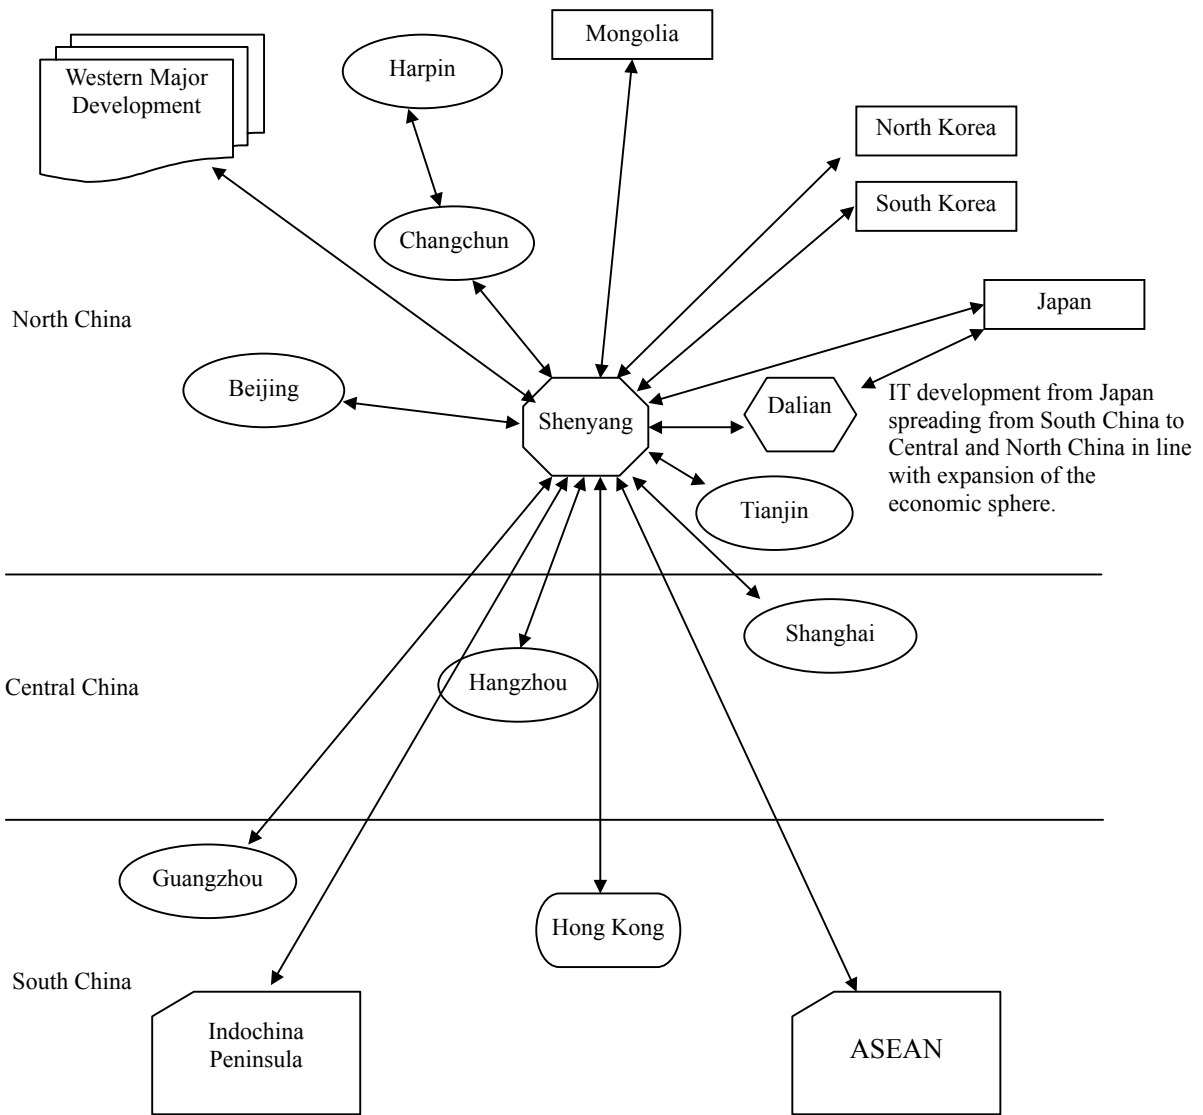 Mongolia
Harpin
Western Major
Development
North Korea
South Korea
Changchun
Japan
North China
Beijing
Shenyang
Dalian
IT development from Japan
spreading from South China to
Central and North China in line
with expansion of the
economic sphere.
Tianjin
Shanghai
Hangzhou
Central China
Guangzhou
Hong Kong
South China
Indochina
Peninsula
ASEAN